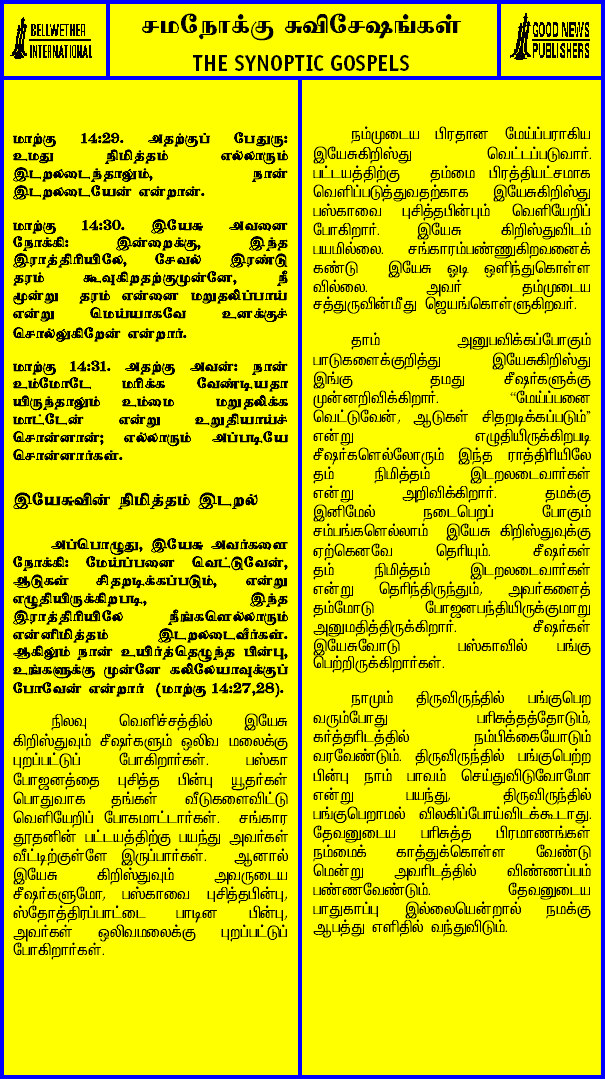 BELLWETHER
INTERNATIONAL
சமநோக்கு சுவிசேஷங்கள்
THE SYNOPTIC GOSPELS
GOOD NEWS
PUBLISHERS
மாற்கு 14:29. அதற்குப் பேதுரு:
உமது நிமித்தம் எல்லாரும்
இடறலடைந்தாலும், நான்
இடறலடையேன் என்றான்.
மாற்கு 14:30. இயேசு அவனை
நோக்கி: இன்றைக்கு, இந்த
இராத்திரியிலே, சேவல் இரண்டு
தரம் கூவுகிறதற்குமுன்னே, நீ
மூன்று தரம் என்னை மறுதலிப்பாய்
என்று மெய்யாகவே உனக்குச்
சொல்லுகிறேன் என்றார்.
மாற்கு 14:31. அதற்கு அவன்: நான்
உம்மோடே மரிக்க வேண்டியதா
யிருந்தாலும் உம்மை மறுதலிக்க
மாட்டேன் என்று உறுதியாய்ச்
சொன்னான்; எல்லாரும் அப்படியே
சொன்னார்கள்.
இயேசுவின் நிமித்தம் இடறல்
அப்பொழுது, இயேசு அவர்களை
நோக்கி: மேய்ப்பனை வெட்டுவேன்,
ஆடுகள் சிதறடிக்கப்படும், என்று
எழுதியிருக்கிறபடி, இந்த
இராத்திரியிலே நீங்களெல்லாரும்
என்னிமித்தம் இடறலடைவீர்கள்.
ஆகிலும் நான் உயிர்த்தெழுந்த பின்பு,
உங்களுக்கு முன்னே கலிலேயாவுக்குப்
போவேன் என்றார் (மாற்கு 14:27,28).
நிலவு வெளிச்சத்தில் இயேசு
கிறிஸ்துவும் சீஷர்களும் ஒலிவ மலைக்கு
புறப்பட்டுப் போகிறார்கள். பஸ்கா
போஜனத்தை புசித்த பின்பு யூதர்கள்
பொதுவாக தங்கள் வீடுகளைவிட்டு
வெளியேறிப் போகமாட்டார்கள். சங்கார
தூதனின் பட்டயத்திற்கு பயந்து அவர்கள்
வீட்டிற்குள்ளே இருப்பார்கள். ஆனால்
இயேசு கிறிஸ்துவும் அவருடைய
சீஷர்களுமோ, பஸ்காவை புசித்தபின்பு,
ஸ்தோத்திரப்பாட்டை பாடின பின்பு,
அவர்கள் ஒலிவமலைக்கு புறப்பட்டுப்
போகிறார்கள்.
நம்முடைய பிரதான மேய்ப்பராகிய
இயேசுகிறிஸ்து வெட்டப்படுவார்.
பட்டயத்திற்கு தம்மை பிரத்தியட்சமாக
வெளிப்படுத்துவதற்காக இயேசுகிறிஸ்து
பஸ்காவை புசித்தபின்பும் வெளியேறிப்
போகிறார். இயேசு கிறிஸ்துவிடம்
பயமில்லை. சங்காரம்பண்ணுகிறவனைக்
கண்டு இயேசு ஓடி ஒளிந்துகொள்ள
வில்லை. அவர் தம்முடைய
சத்துருவின்மீது ஜெயங்கொள்ளுகிறவர்.
தாம் அனுபவிக்கப்போகும்
பாடுகளைக்குறித்து இயேசுகிறிஸ்து
இங்கு தமது சீஷர்களுக்கு
முன்னறிவிக்கிறார். “மேய்ப்பனை
வெட்டுவேன், ஆடுகள் சிதறடிக்கப்படும்”
என்று எழுதியிருக்கிறபடி
சீஷர்களெல்லோரும் இந்த ராத்திரியிலே
தம் நிமித்தம் இடறலடைவார்கள்
என்று அறிவிக்கிறார். தமக்கு
இனிமேல் நடைபெறப் போகும்
சம்பங்களெல்லாம் இயேசு கிறிஸ்துவுக்கு
ஏற்கெனவே தெரியும். சீஷர்கள்
தம் நிமித்தம் இடறலடைவார்கள்
என்று தெரிந்திருந்தும், அவர்களைத்
தம்மோடு போஜனபந்தியிருக்குமாறு
அனுமதித்திருக்கிறார். சீஷர்கள்
இயேசுவோடு பஸ்காவில் பங்கு
பெற்றிருக்கிறார்கள்.
நாமும் திருவிருந்தில் பங்குபெற
வரும்போது பரிசுத்தத்தோடும்,
கர்த்தரிடத்தில் நம்பிக்கையோடும்
வரவேண்டும். திருவிருந்தில் பங்குபெற்ற
பின்பு நாம் பாவம் செய்துவிடுவோமோ
என்று பயந்து, திருவிருந்தில்
பங்குபெறாமல் விலகிப்போய்விடக்கூடாது.
தேவனுடைய பரிசுத்த பிரமாணங்கள்
நம்மைக் காத்துக்கொள்ள வேண்டு
மென்று அவரிடத்தில் விண்ணப்பம்
பண்ணவேண்டும். தேவனுடைய
பாதுகாப்பு இல்லையென்றால் நமக்கு
ஆபத்து எளிதில் வந்துவிடும்.